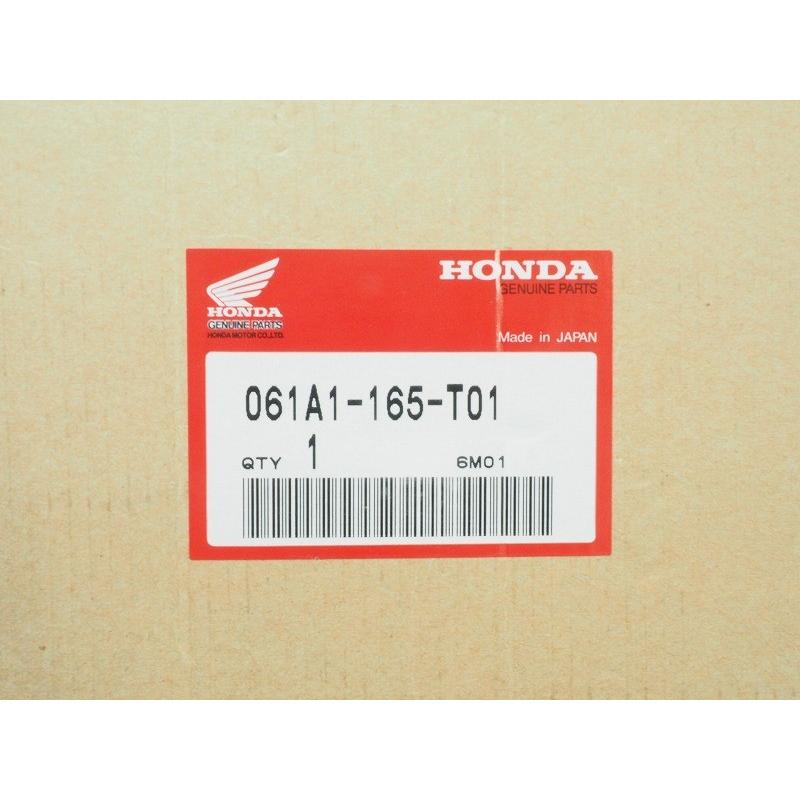 HONDA
GENUINE PARTS
HONDA MOTOR CO.,LTD.
HONDA
GENUINE PARTS
Made in JAPAN
061A1-165-T01
QTY 1 6M01